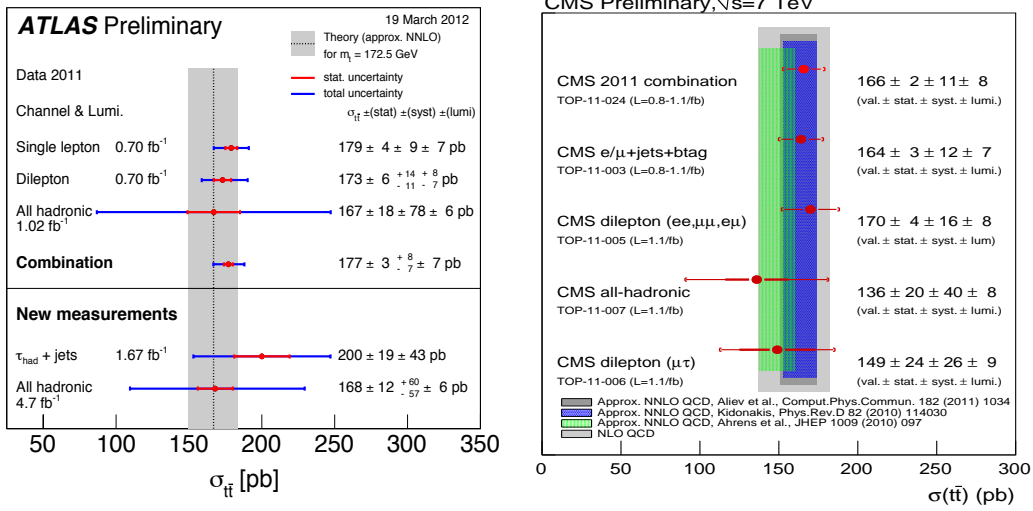 ATLAS Preliminary
19 March 2012
Theory (approx. NNLO)
for mt = 172.5 GeV
stat. uncertainty
total uncertainty
Data 2011
Channel & Lumi.
σtt̄ ±(stat) ±(syst) ±(lumi)
Single lepton 0.70 fb-1 179 ± 4 ± 9 ± 7 pb
Dilepton 0.70 fb-1 173 ± 6 +14 -11 +8 -7 pb
All hadronic
1.02 fb-1 167 ± 18 ± 78 ± 6 pb
Combination 177 ± 3 +8 -7 ± 7 pb
New measurements
τhad + jets 1.67 fb-1 200 ± 19 ± 43 pb
All hadronic
4.7 fb-1 168 ± 12 +60 -57 ± 6 pb
50 100 150 200 250 300 350
σtt̄ [pb]
CMS Preliminary,√s=7 TeV
CMS 2011 combination 166 ± 2 ± 11 ± 8
TOP-11-024 (L=0.8-1.1/fb) (val. ± stat. ± syst. ± lumi.)
CMS e/μ+jets+btag 164 ± 3 ± 12 ± 7
TOP-11-003 (L=0.8-1.1/fb) (val. ± stat. ± syst. ± lumi.)
CMS dilepton (ee,μμ,eμ) 170 ± 4 ± 16 ± 8
TOP-11-005 (L=1.1/fb) (val. ± stat. ± syst. ± lum)
CMS all-hadronic 136 ± 20 ± 40 ± 8
TOP-11-007 (L=1.1/fb) (val. ± stat. ± syst. ± lumi.)
CMS dilepton (μτ) 149 ± 24 ± 26 ± 9
TOP-11-006 (L=1.1/fb) (val. ± stat. ± syst. ± lumi.)
Approx. NNLO QCD, Aliev et al., Comput.Phys.Commun. 182 (2011) 1034
Approx. NNLO QCD, Kidonakis, Phys.Rev.D 82 (2010) 114030
Approx. NNLO QCD, Ahrens et al., JHEP 1009 (2010) 097
NLO QCD
0 50 100 150 200 250 300
σ(tt̄) (pb)